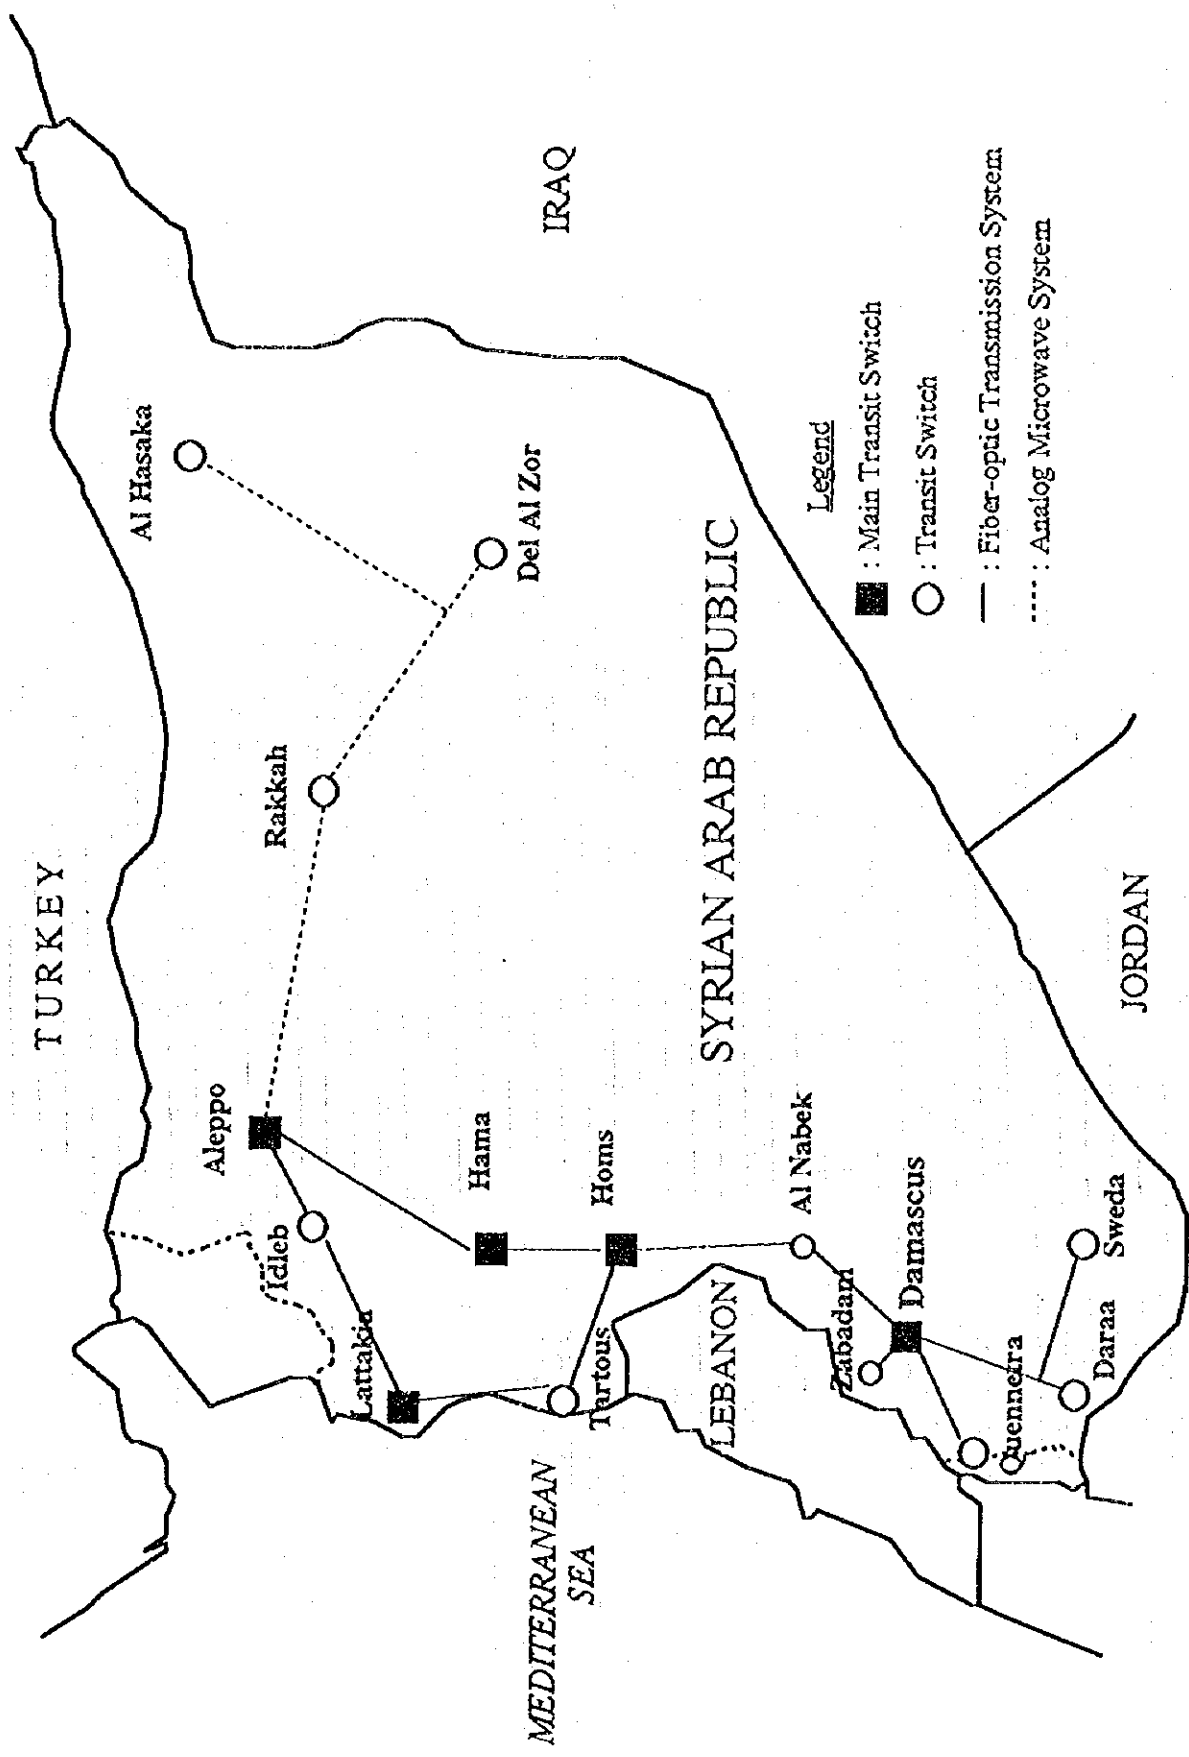 TURKEY
Al Hasaka
Aleppo
Rakkah
Idleb
Lattakia
Hama
Del Al Zor
IRAQ
MEDITERRANEAN
SEA
Tartous
Homs
SYRIAN ARAB REPUBLIC
LEBANON
Al Nabek
Zabadam
Damascus
Quenneira
Daraa
Sweda
JORDAN
Legend
: Main Transit Switch
: Transit Switch
: Fiber-optic Transmission System
: Analog Microwave System